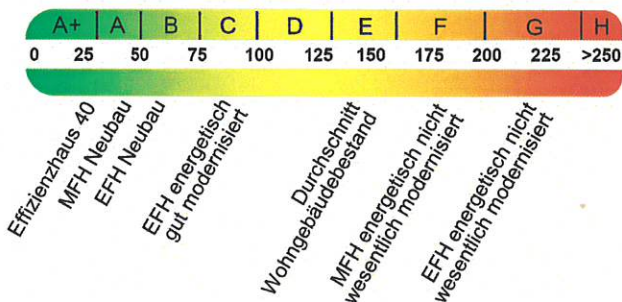 A+ | A | B | C | D | E | F | G | H
0 25 50 75 100 125 150 175 200 225 >250
Effizienzhaus 40
MFH Neubau
EFH Neubau
EFH energetisch
gut modernisiert
Durchschnitt
Wohngebäudebestand
MFH energetisch nicht
wesentlich modernisiert
EFH energetisch nicht
wesentlich modernisiert